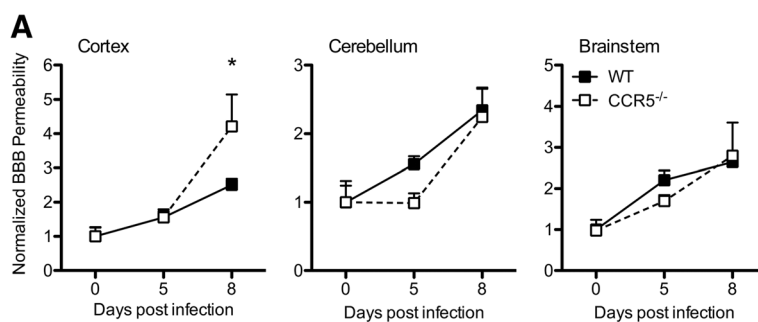 A
Cortex
Cerebellum
Brainstem
Normalized BBB Permeability
6
5
4
3
2
1
0
*
0
5
8
Days post infection
3
2
1
0
5
8
Days post infection
5
4
3
2
1
0
WT
CCR5-/-
0
5
8
Days post infection